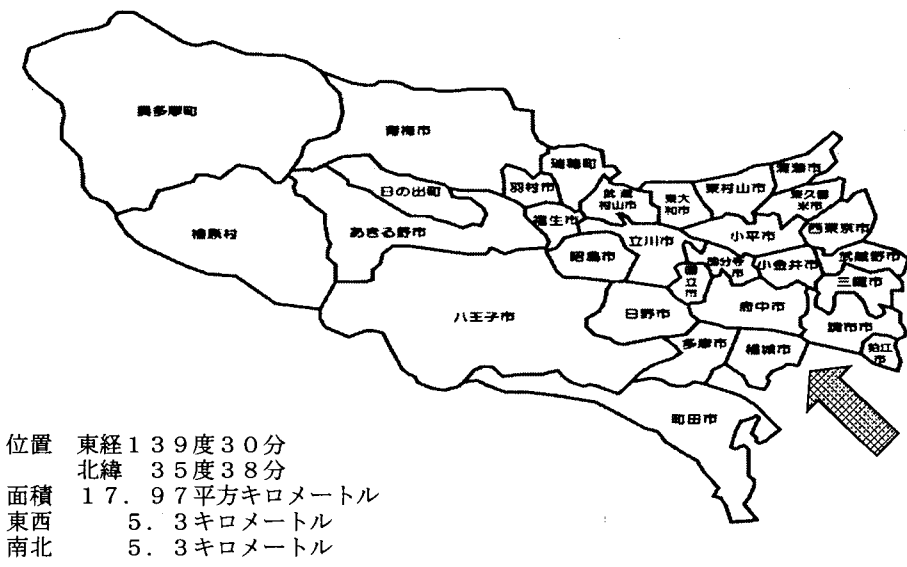 奥多摩町
青梅市
瑞穂町
清瀬市
日の出町
羽村市
武蔵
村山市
東大
和市
東村山市
東久留
米市
檜原村
あきる野市
福生市
立川市
小平市
西東京市
昭島市
国分寺
市
小金井市
武蔵野市
国
立
市
三鷹市
八王子市
日野市
府中市
調布市
多摩市
稲城市
狛江
市
町田市
位置 東経139度30分
北緯 35度38分
面積 17.97平方キロメートル
東西 5.3キロメートル
南北 5.3キロメートル